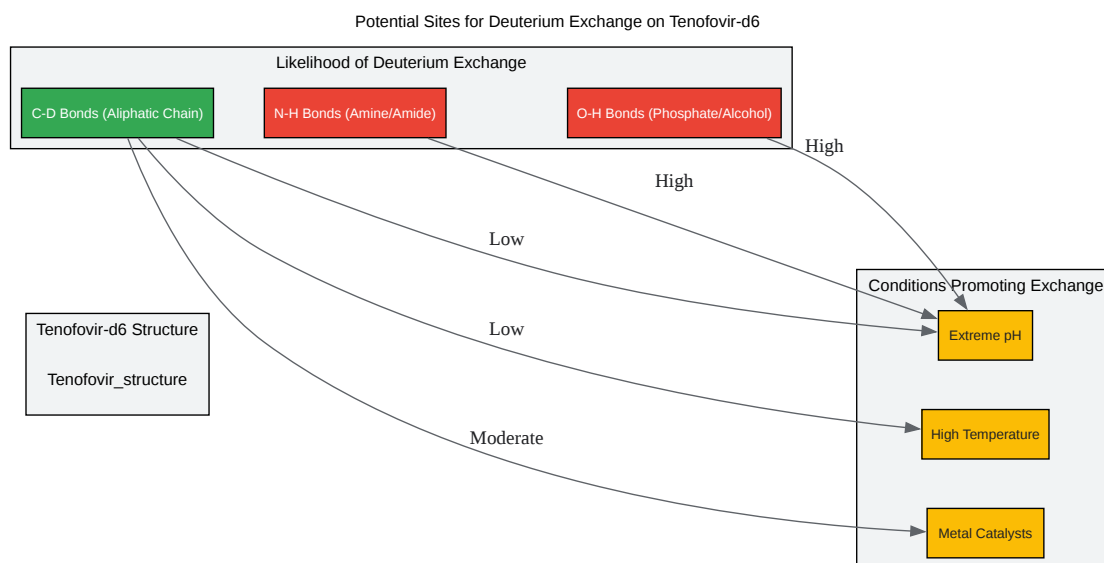 Potential Sites for Deuterium Exchange on Tenofovir-d6
Likelihood of Deuterium Exchange
C-D Bonds (Aliphatic Chain)
N-H Bonds (Amine/Amide)
O-H Bonds (Phosphate/Alcohol)
High
High
Low
Conditions Promoting Exchange
Extreme pH
Tenofovir-d6 Structure
Low
Tenofovir_structure
High Temperature
Moderate
Metal Catalysts